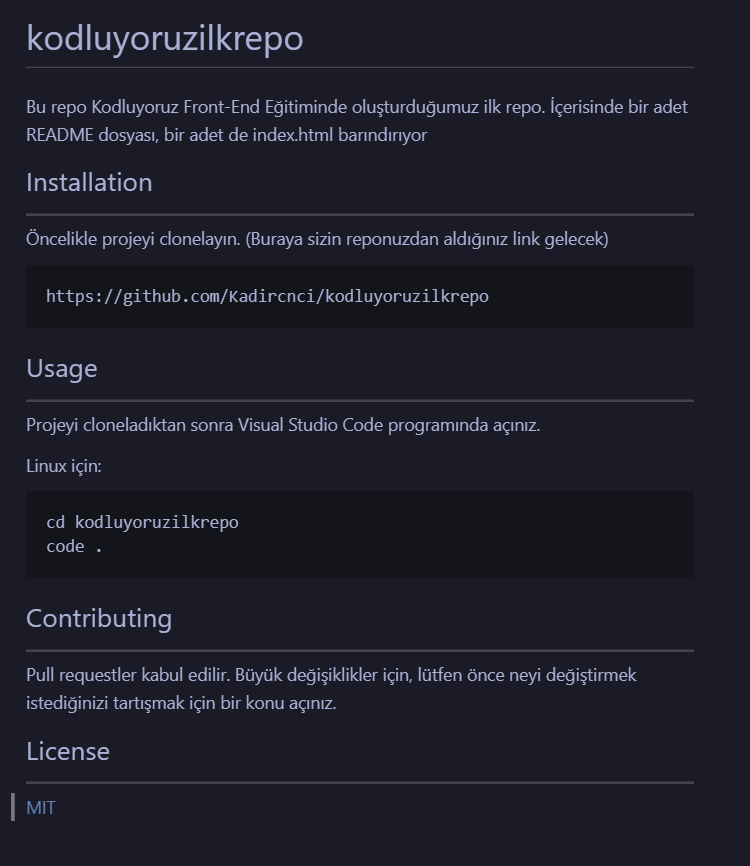 kodluyoruzilkrepo
Bu repo Kodluyoruz Front-End Eğitiminde oluşturduğumuz ilk repo. İçerisinde bir adet
README dosyası, bir adet de index.html barındırıyor
Installation
Öncelikle projeyi clonelayın. (Buraya sizin reponuzdan aldığınız link gelecek)
https://github.com/Kadircnci/kodluyoruzilkrepo
Usage
Projeyi cloneladıktan sonra Visual Studio Code programında açınız.
Linux için:
cd kodluyoruzilkrepo
code .
Contributing
Pull requestler kabul edilir. Büyük değişiklikler için, lütfen önce neyi değiştirmek
istediğinizi tartışmak için bir konu açınız.
License
MIT